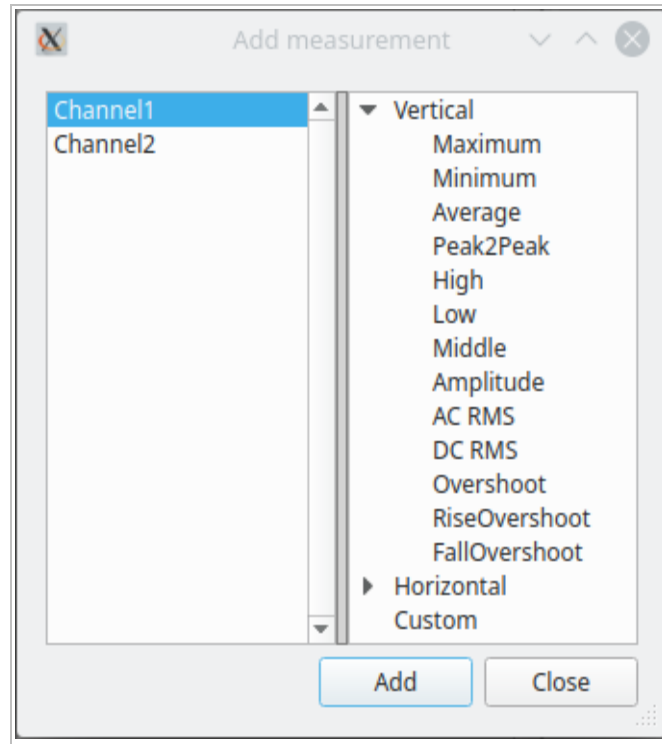 Add measurement
Channel1
Channel2
Vertical
Maximum
Minimum
Average
Peak2Peak
High
Low
Middle
Amplitude
AC RMS
DC RMS
Overshoot
RiseOvershoot
FallOvershoot
Horizontal
Custom
Add
Close